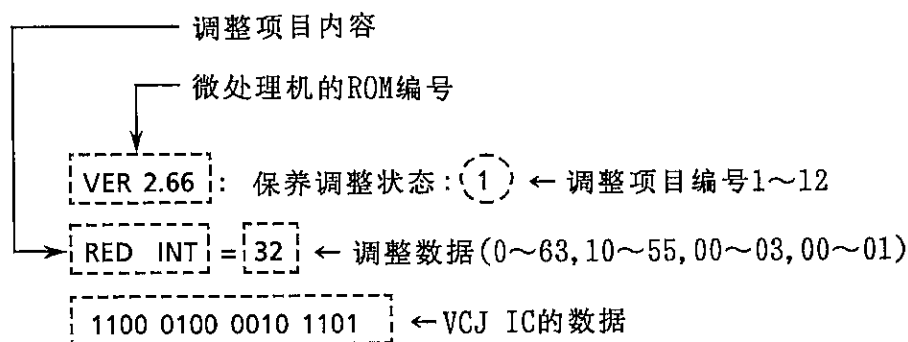 调整项目内容
微处理机的ROM编号
VER 2.66 : 保养调整状态:1 ←调整项目编号1～12
RED INT = 32 ← 调整数据(0～63,10～55,00～03,00～01)
1100 0100 0010 1101 ←VCJ IC的数据